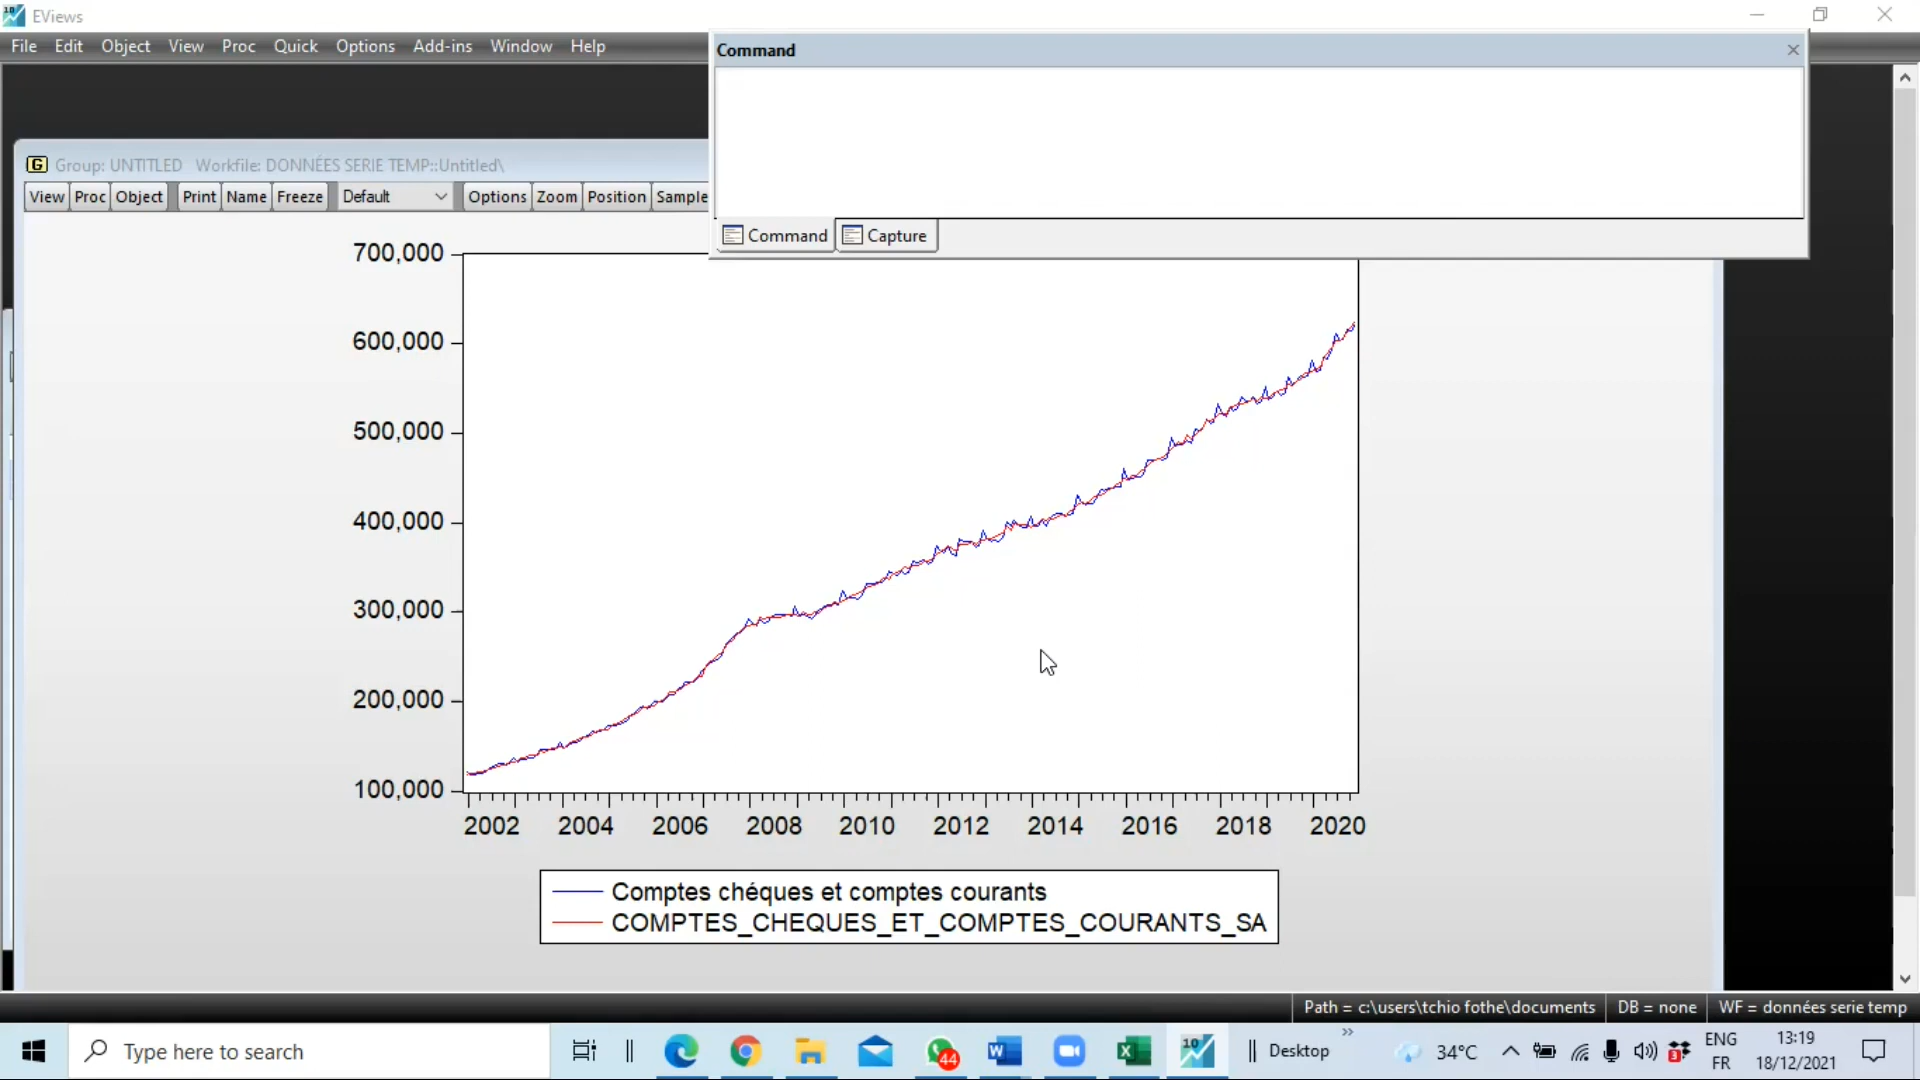 EViews
File Edit Object View Proc Quick Options Add-ins Window Help
Command
Group: UNTITLED Workfile: DONNÉES SERIE TEMP::Untitled\
View Proc Object Print Name Freeze Default Options Zoom Position Sample
Command Capture
700,000
600,000
500,000
400,000
300,000
200,000
100,000
2002 2004 2006 2008 2010 2012 2014 2016 2018 2020
Comptes chéques et comptes courants
COMPTES_CHEQUES_ET_COMPTES_COURANTS_SA
Path = c:\users\tchio fothe\documents DB = none WF = données serie temp
Type here to search 44 10 Desktop 34°C 3 ENG 13:19
FR 18/12/2021